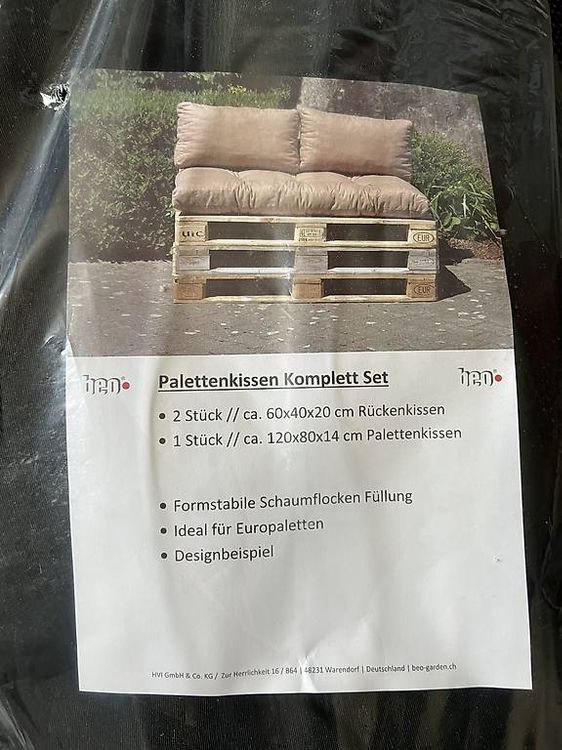 UIC
EUR
EUR
beo
Palettenkissen Komplett Set
beo
• 2 Stück // ca. 60x40x20 cm Rückenkissen
• 1 Stück // ca. 120x80x14 cm Palettenkissen
• Formstabile Schaumflocken Füllung
• Ideal für Europaletten
• Designbeispiel
HVI GmbH & Co. KG / Zur Herrlichkeit 16 / 864 | 48231 Warendorf | Deutschland | beo-garden.ch